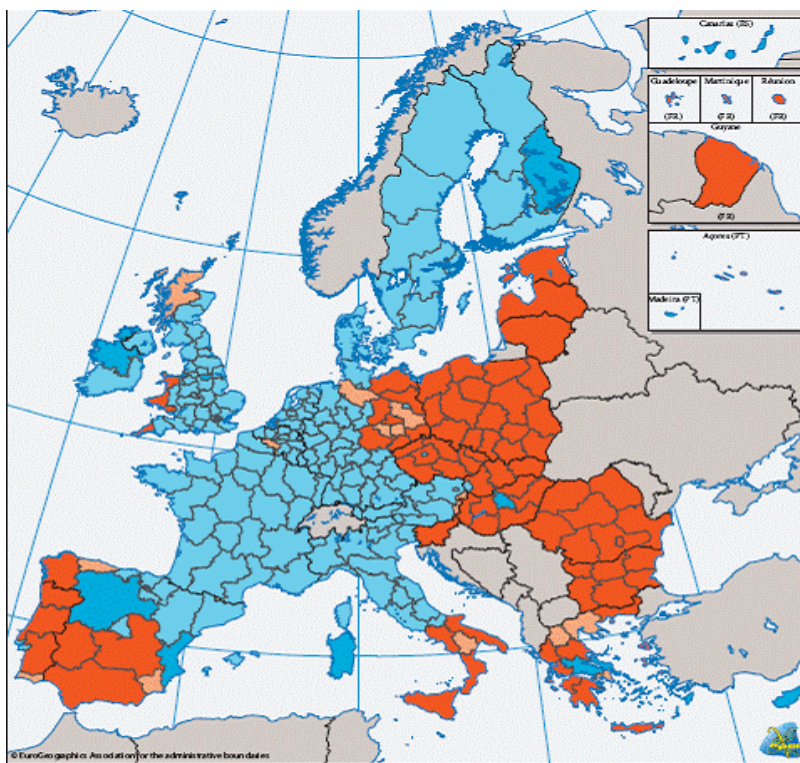 Canarias (ES)
Guadeloupe
Martinique
Réunion
(FR)
(FR)
(FR)
Guyane
(FR)
Açores (PT)
Madeira (PT)
© EuroGeographics Association for the administrative boundaries